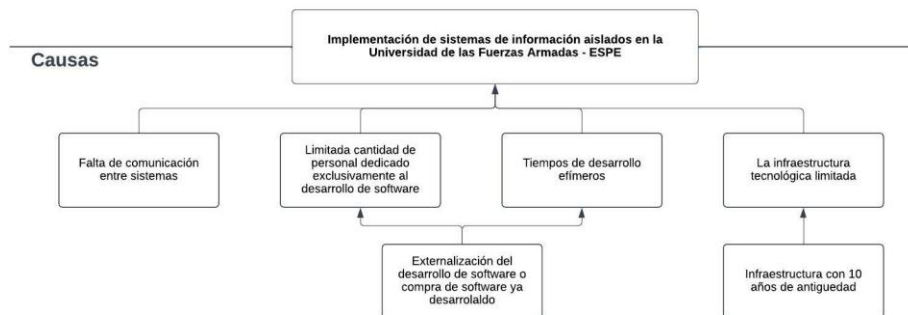 Implementación de sistemas de información aislados en la
Universidad de las Fuerzas Armadas - ESPE
Causas
Falta de comunicación
entre sistemas
Limitada cantidad de
personal dedicado
exclusivamente al
desarrollo de software
Tiempos de desarrollo
efímeros
La infraestructura
tecnológica limitada
Externalización del
desarrollo de software o
compra de software ya
desarrolaldo
Infraestructura con 10
años de antiguedad